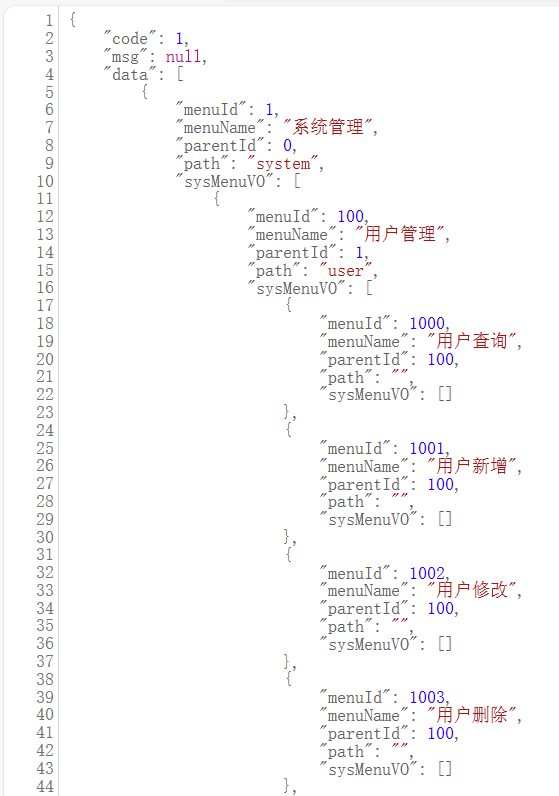 1 {
2 "code": 1,
3 "msg": null,
4 "data": [
5 {
6 "menuId": 1,
7 "menuName": "系统管理",
8 "parentId": 0,
9 "path": "system",
10 "sysMenuVO": [
11 {
12 "menuId": 100,
13 "menuName": "用户管理",
14 "parentId": 1,
15 "path": "user",
16 "sysMenuVO": [
17 {
18 "menuId": 1000,
19 "menuName": "用户查询",
20 "parentId": 100,
21 "path": "",
22 "sysMenuVO": []
23 },
24 {
25 "menuId": 1001,
26 "menuName": "用户新增",
27 "parentId": 100,
28 "path": "",
29 "sysMenuVO": []
30 },
31 {
32 "menuId": 1002,
33 "menuName": "用户修改",
34 "parentId": 100,
35 "path": "",
36 "sysMenuVO": []
37 },
38 {
39 "menuId": 1003,
40 "menuName": "用户删除",
41 "parentId": 100,
42 "path": "",
43 "sysMenuVO": []
44 },